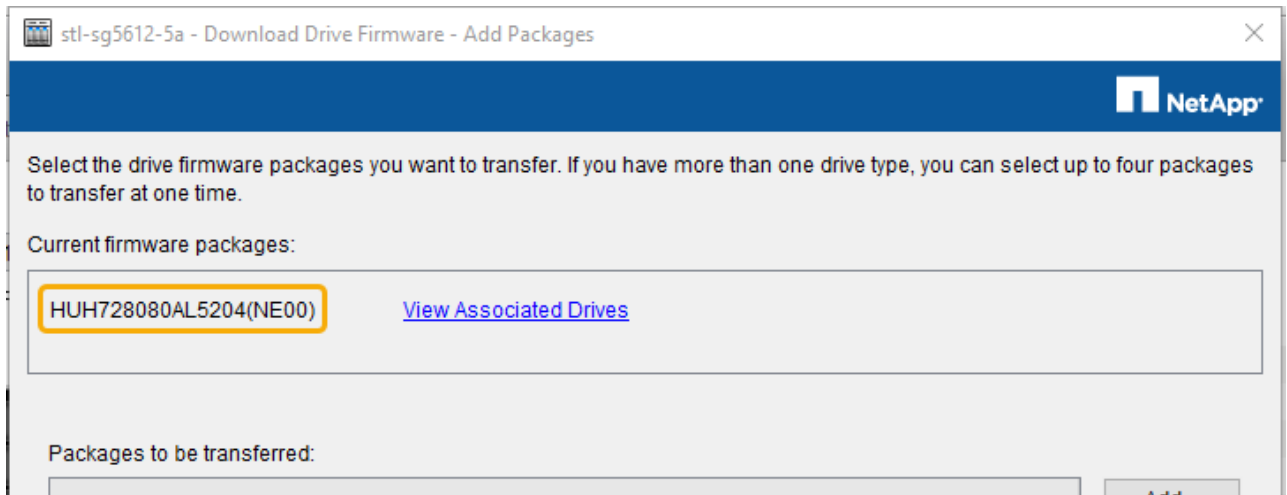 stl-sg5612-5a - Download Drive Firmware - Add Packages
NetApp
Select the drive firmware packages you want to transfer. If you have more than one drive type, you can select up to four packages
to transfer at one time.
Current firmware packages:
HUH728080AL5204(NE00) View Associated Drives
Packages to be transferred: